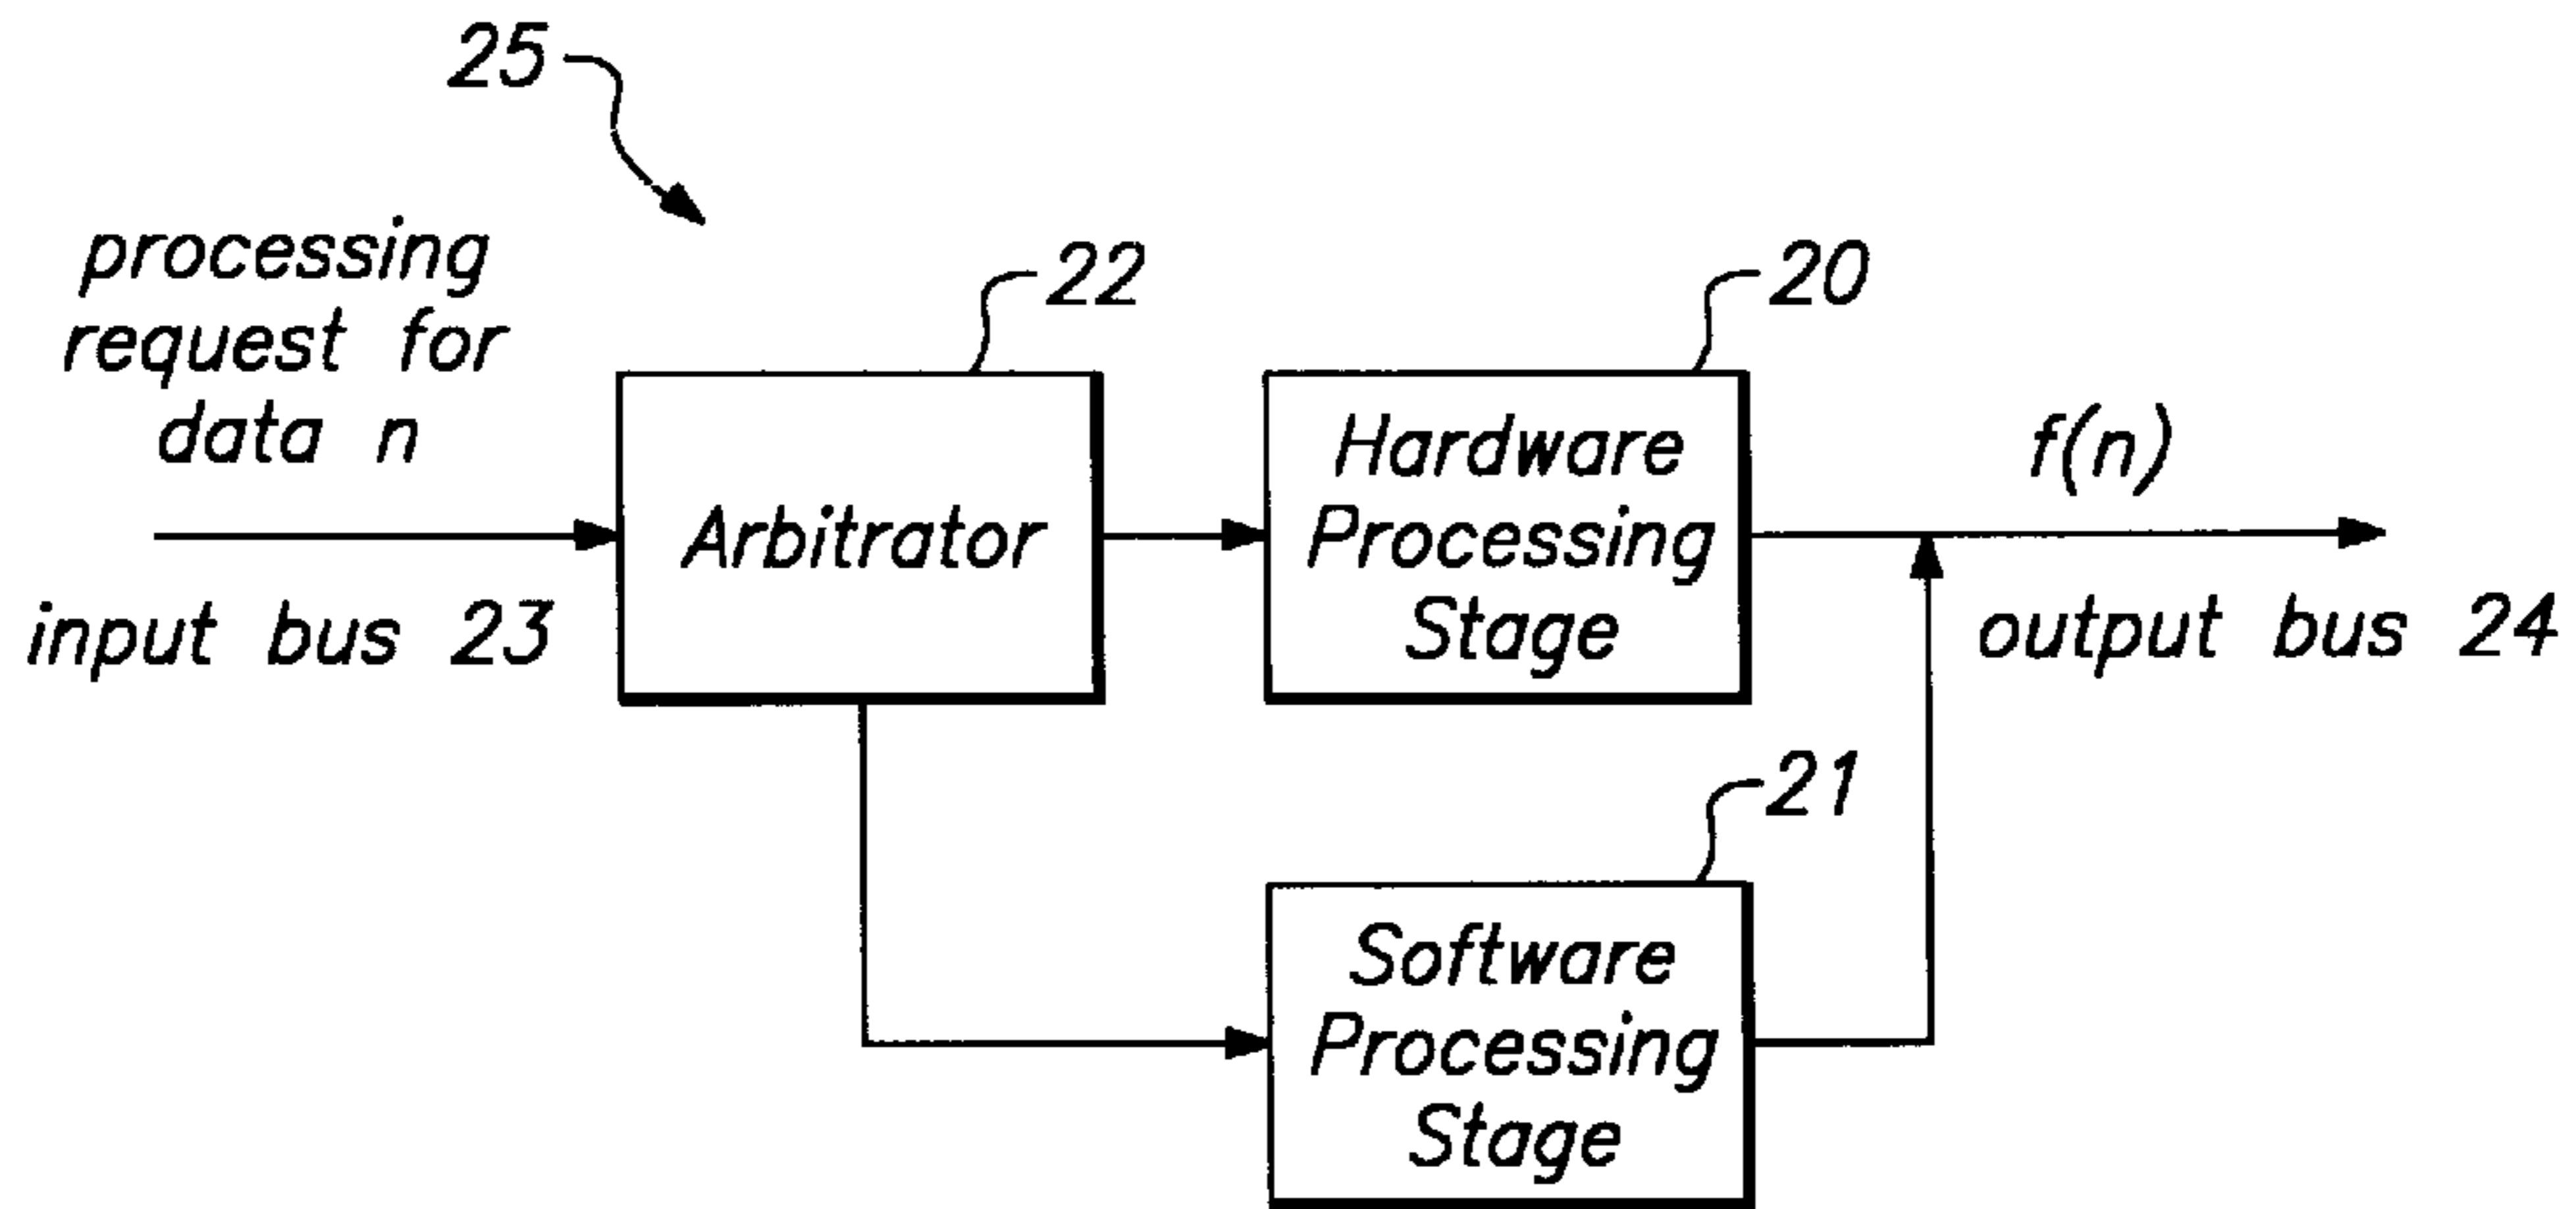 25
processing
request for
data n
input bus 23
22
Arbitrator
20
Hardware
Processing
Stage
f(n)
output bus 24
21
Software
Processing
Stage